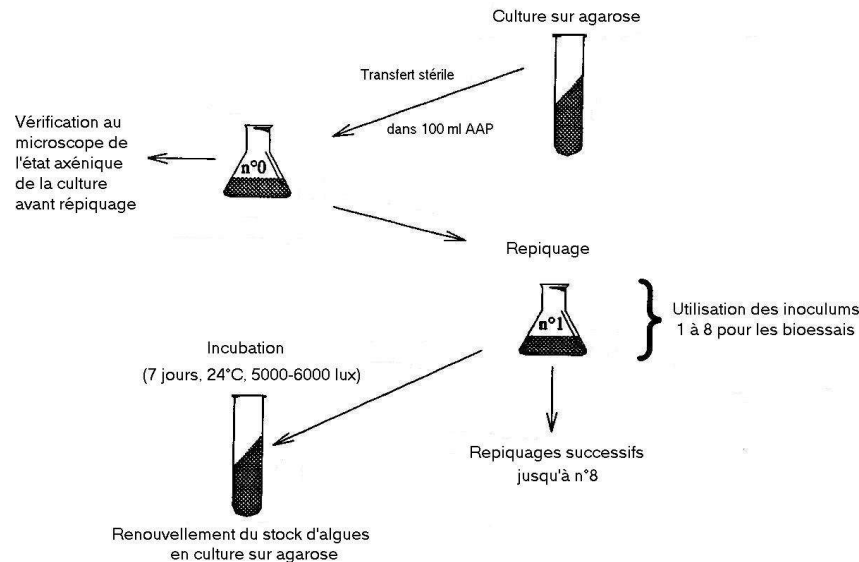 Culture sur agarose
Transfert stérile
dans 100 ml AAP
Vérification au
microscope de
l'état axénique
de la culture
avant répiquage
n°0
Repiquage
n°1
Utilisation des inoculums
1 à 8 pour les bioessais
Incubation
(7 jours, 24°C, 5000-6000 lux)
Repiquages successifs
jusqu'à n°8
Renouvellement du stock d'algues
en culture sur agarose